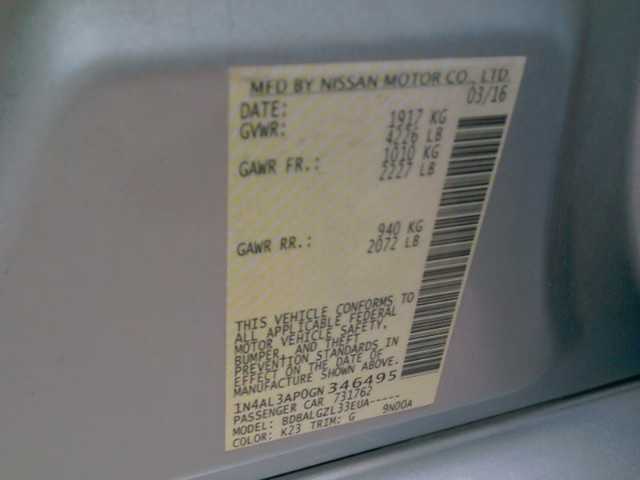 MFD BY NISSAN MOTOR CO., LTD.
DATE: 03/16
GVWR: 1917 KG
4226 LB
GAWR FR.: 1010 KG
2227 LB
GAWR RR.: 940 KG
2072 LB
THIS VEHICLE CONFORMS TO
ALL APPLICABLE FEDERAL
MOTOR VEHICLE SAFETY,
BUMPER, AND THEFT
PREVENTION STANDARDS IN
EFFECT ON THE DATE OF
MANUFACTURE SHOWN ABOVE.
1N4AL3AP0GN346495
PASSENGER CAR 731762
MODEL: BDBALGZL33EUA-----
COLOR: K23 TRIM: G 9N00A